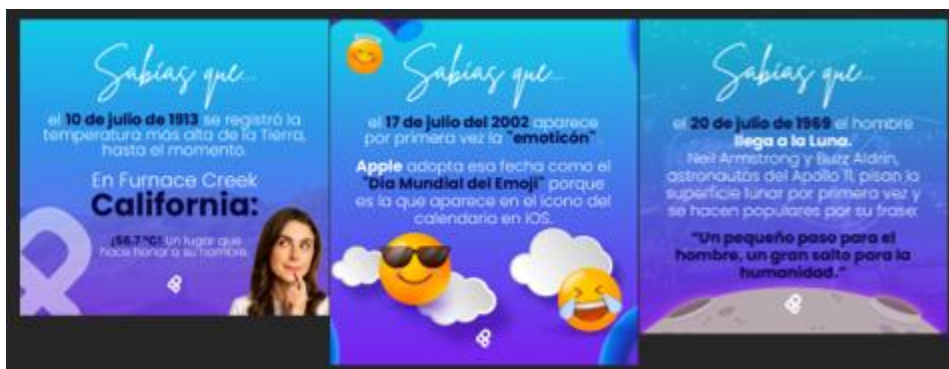 Sabías que...
el 10 de julio de 1913 se registró la
temperatura más alta de la Tierra,
hasta el momento.
En Furnace Creek
California:
¡56.7 °C! Un lugar que
hace honor a su nombre.
Sabías que...
el 17 de julio del 2002 aparece
por primera vez la "emoticón".
Apple adopta esa fecha como el
"Día Mundial del Emoji" porque
es la que aparece en el ícono del
calendario en iOS.
Sabías que...
el 20 de julio de 1969 el hombre
llega a la Luna.
Neil Armstrong y Buzz Aldrin,
astronautas del Apollo 11, pisan la
superficie lunar por primera vez y
se hacen populares por su frase:
"Un pequeño paso para el
hombre, un gran salto para la
humanidad."